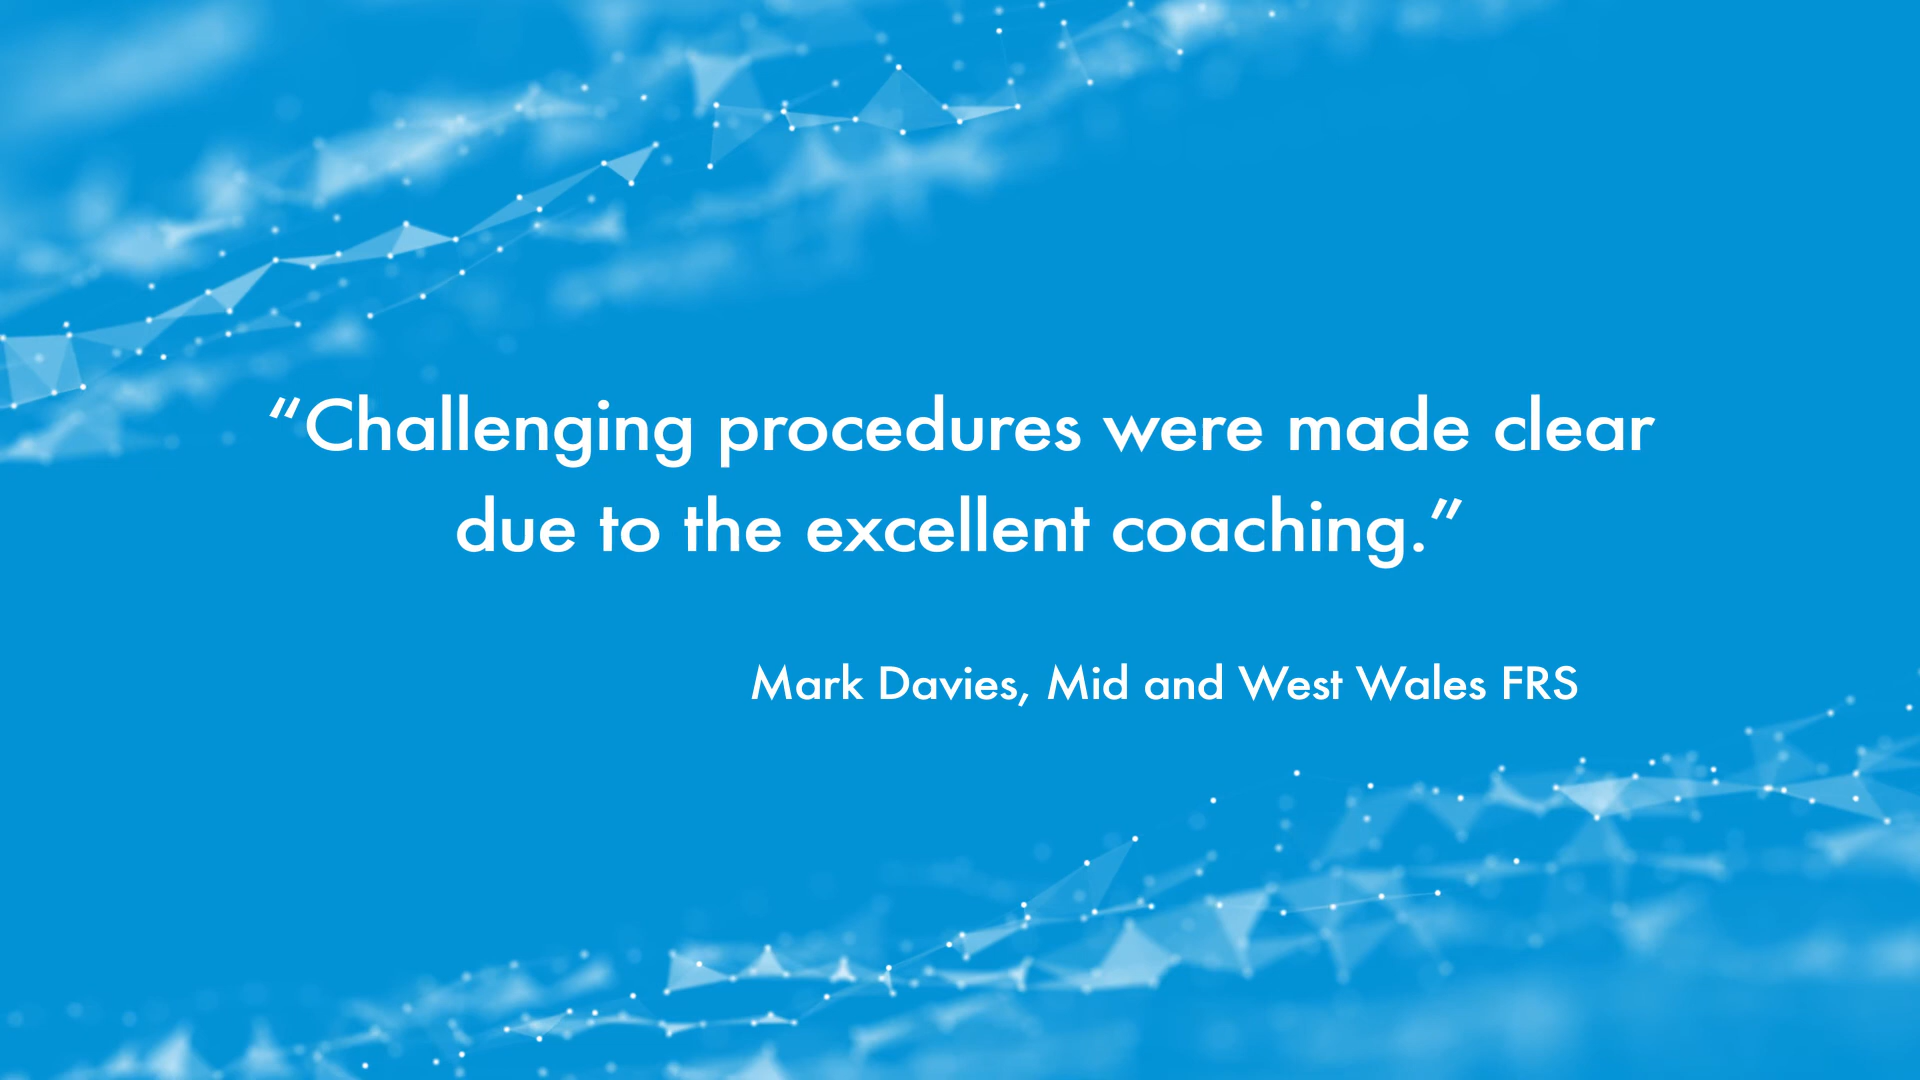 “Challenging procedures were made clear
due to the excellent coaching.”
Mark Davies, Mid and West Wales FRS